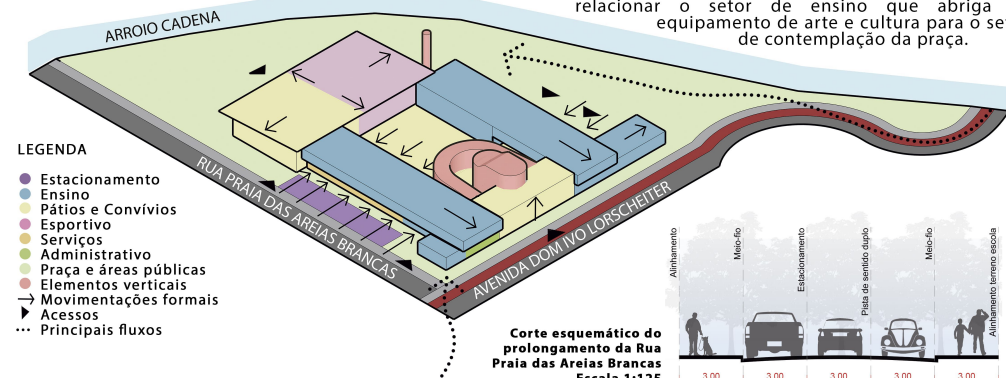 relacionar o setor de ensino que abriga
equipamento de arte e cultura para o se
de contemplação da praça.
ARROIO CADENA
RUA PRAIA DAS AREIAS BRANCAS
AVENIDA DOM IVO LORSCHEITER
LEGENDA
Estacionamento
Ensino
Pátios e Convívios
Esportivo
Serviços
Administrativo
Praça e áreas públicas
Elementos verticais
Movimentações formais
Acessos
Principais fluxos
Corte esquemático do
prolongamento da Rua
Praia das Areias Brancas
Escala 1:125
Alinhamento
Meio-fio
Estacionamento
Pista de sentido duplo
Meio-fio
Alinhamento terreno escola
3.00 3.00 3.00 3.00 3.00